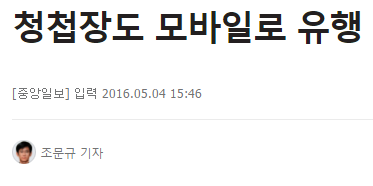 청첩장도 모바일로 유행
[중앙일보] 입력 2016.05.04 15:46
조문규 기자